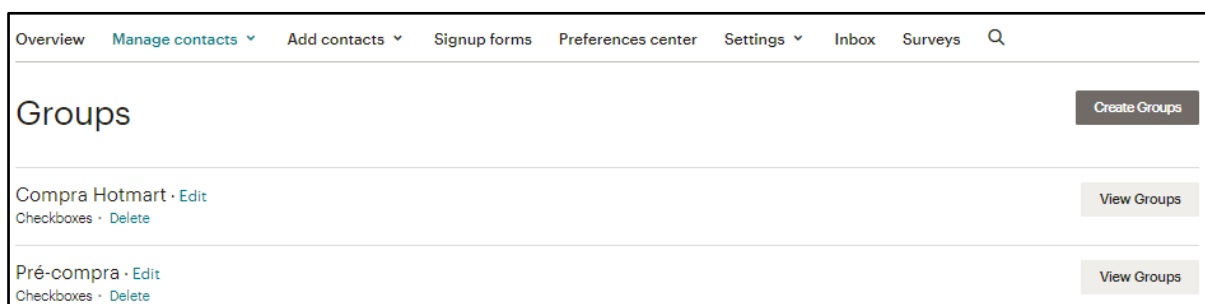 Overview Manage contacts Add contacts Signup forms Preferences center Settings Inbox Surveys
Groups
Create Groups
Compra Hotmart · Edit
Checkboxes · Delete
View Groups
Pré-compra · Edit
Checkboxes · Delete
View Groups